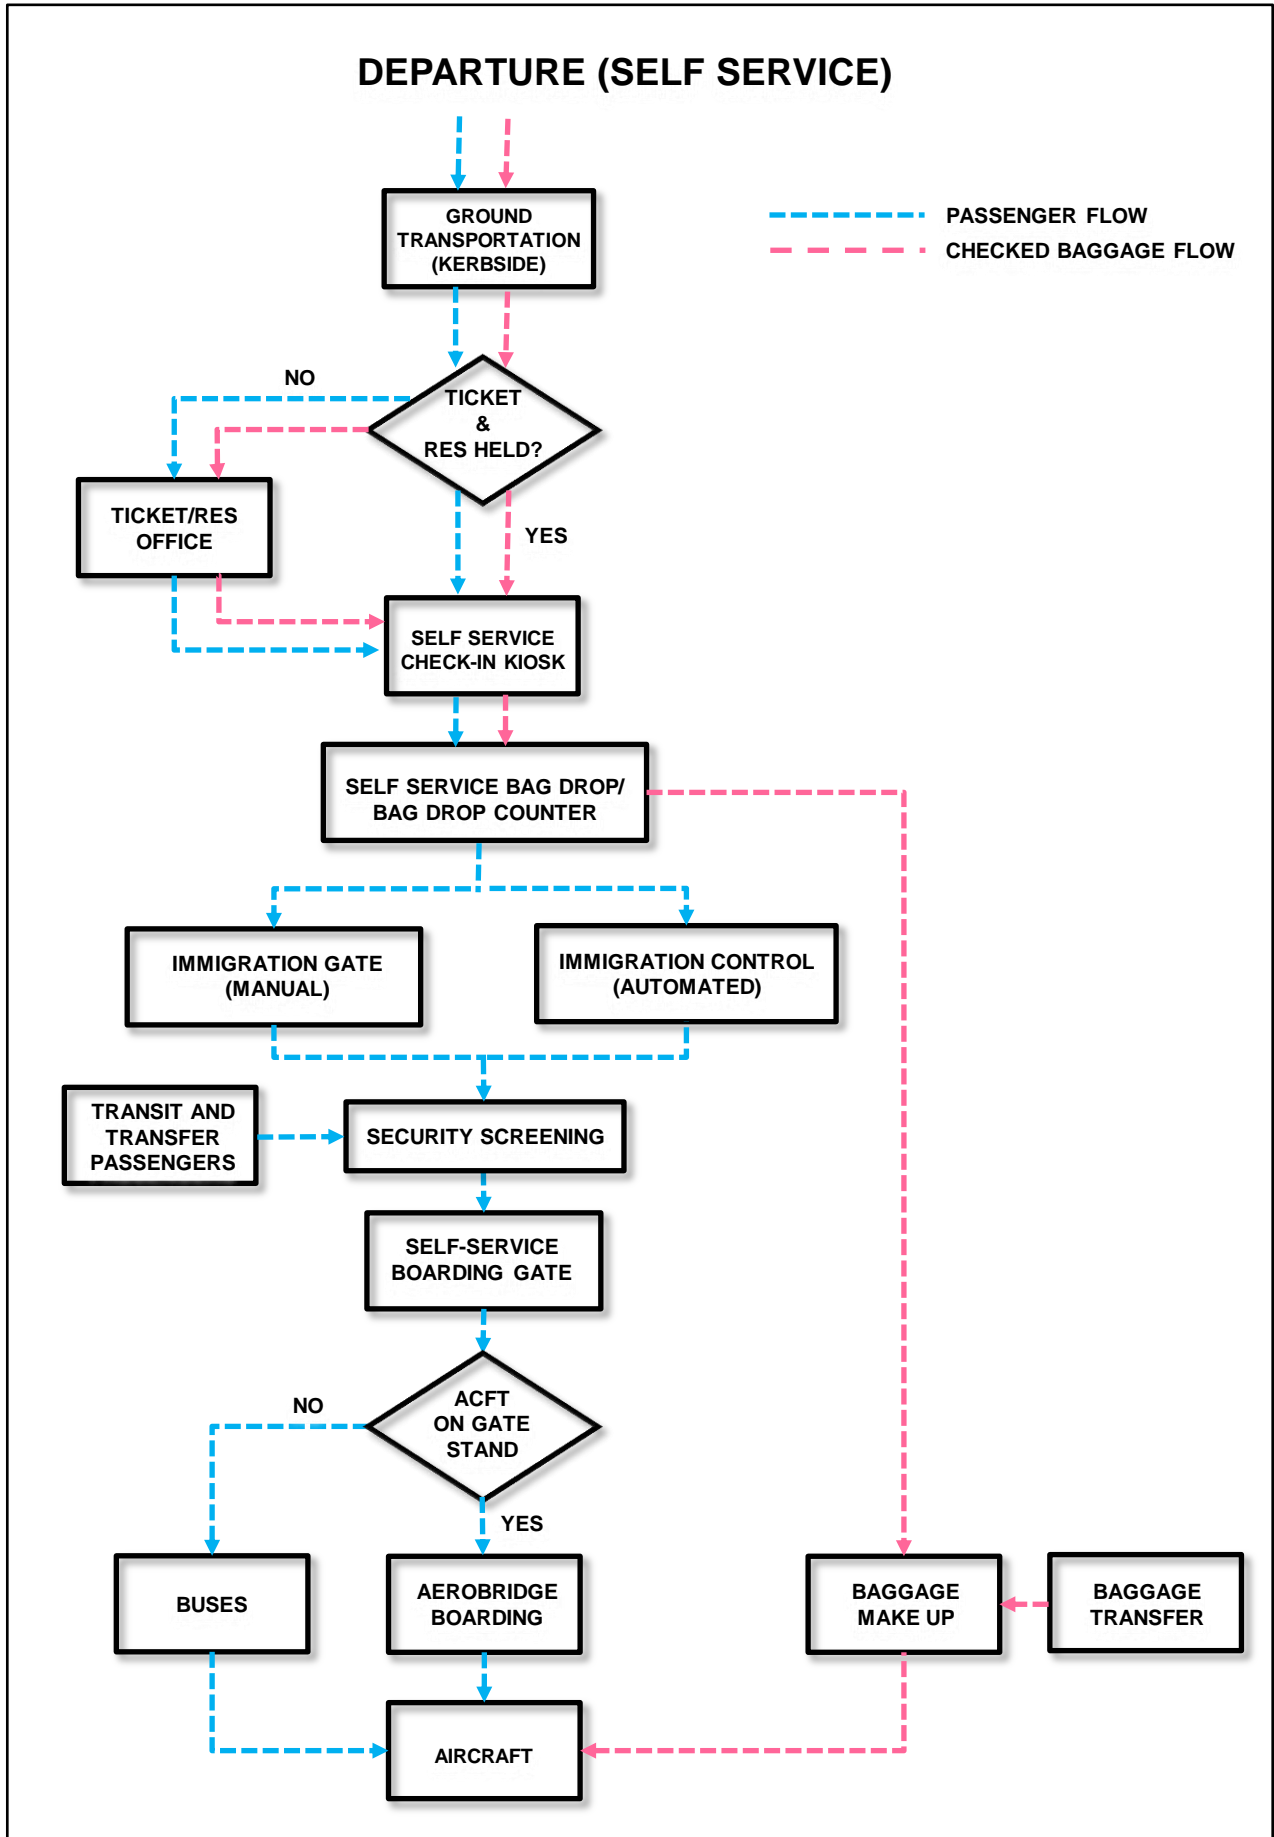 DEPARTURE (SELF SERVICE)
GROUND
TRANSPORTATION
(KERBSIDE)
PASSENGER FLOW
CHECKED BAGGAGE FLOW
NO
TICKET
&
RES HELD?
TICKET/RES
OFFICE
YES
SELF SERVICE
CHECK-IN KIOSK
SELF SERVICE BAG DROP/
BAG DROP COUNTER
IMMIGRATION GATE
(MANUAL)
IMMIGRATION CONTROL
(AUTOMATED)
TRANSIT AND
TRANSFER
PASSENGERS
SECURITY SCREENING
SELF-SERVICE
BOARDING GATE
NO
ACFT
ON GATE
STAND
YES
BUSES
AEROBRIDGE
BOARDING
BAGGAGE
MAKE UP
BAGGAGE
TRANSFER
AIRCRAFT